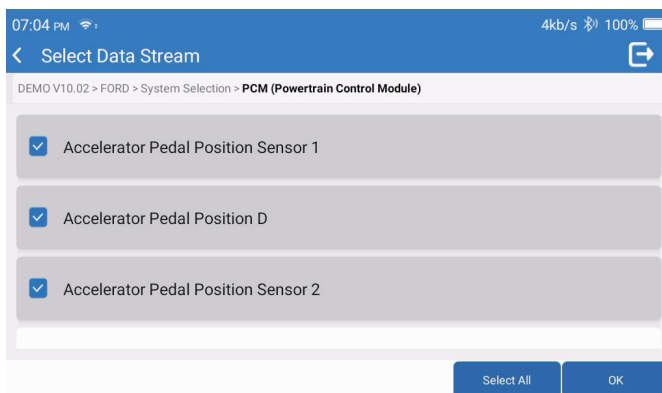 07:04 PM
4kb/s 100%
Select Data Stream
DEMO V10.02 > FORD > System Selection > PCM (Powertrain Control Module)
Accelerator Pedal Position Sensor 1
Accelerator Pedal Position D
Accelerator Pedal Position Sensor 2
Select All
OK